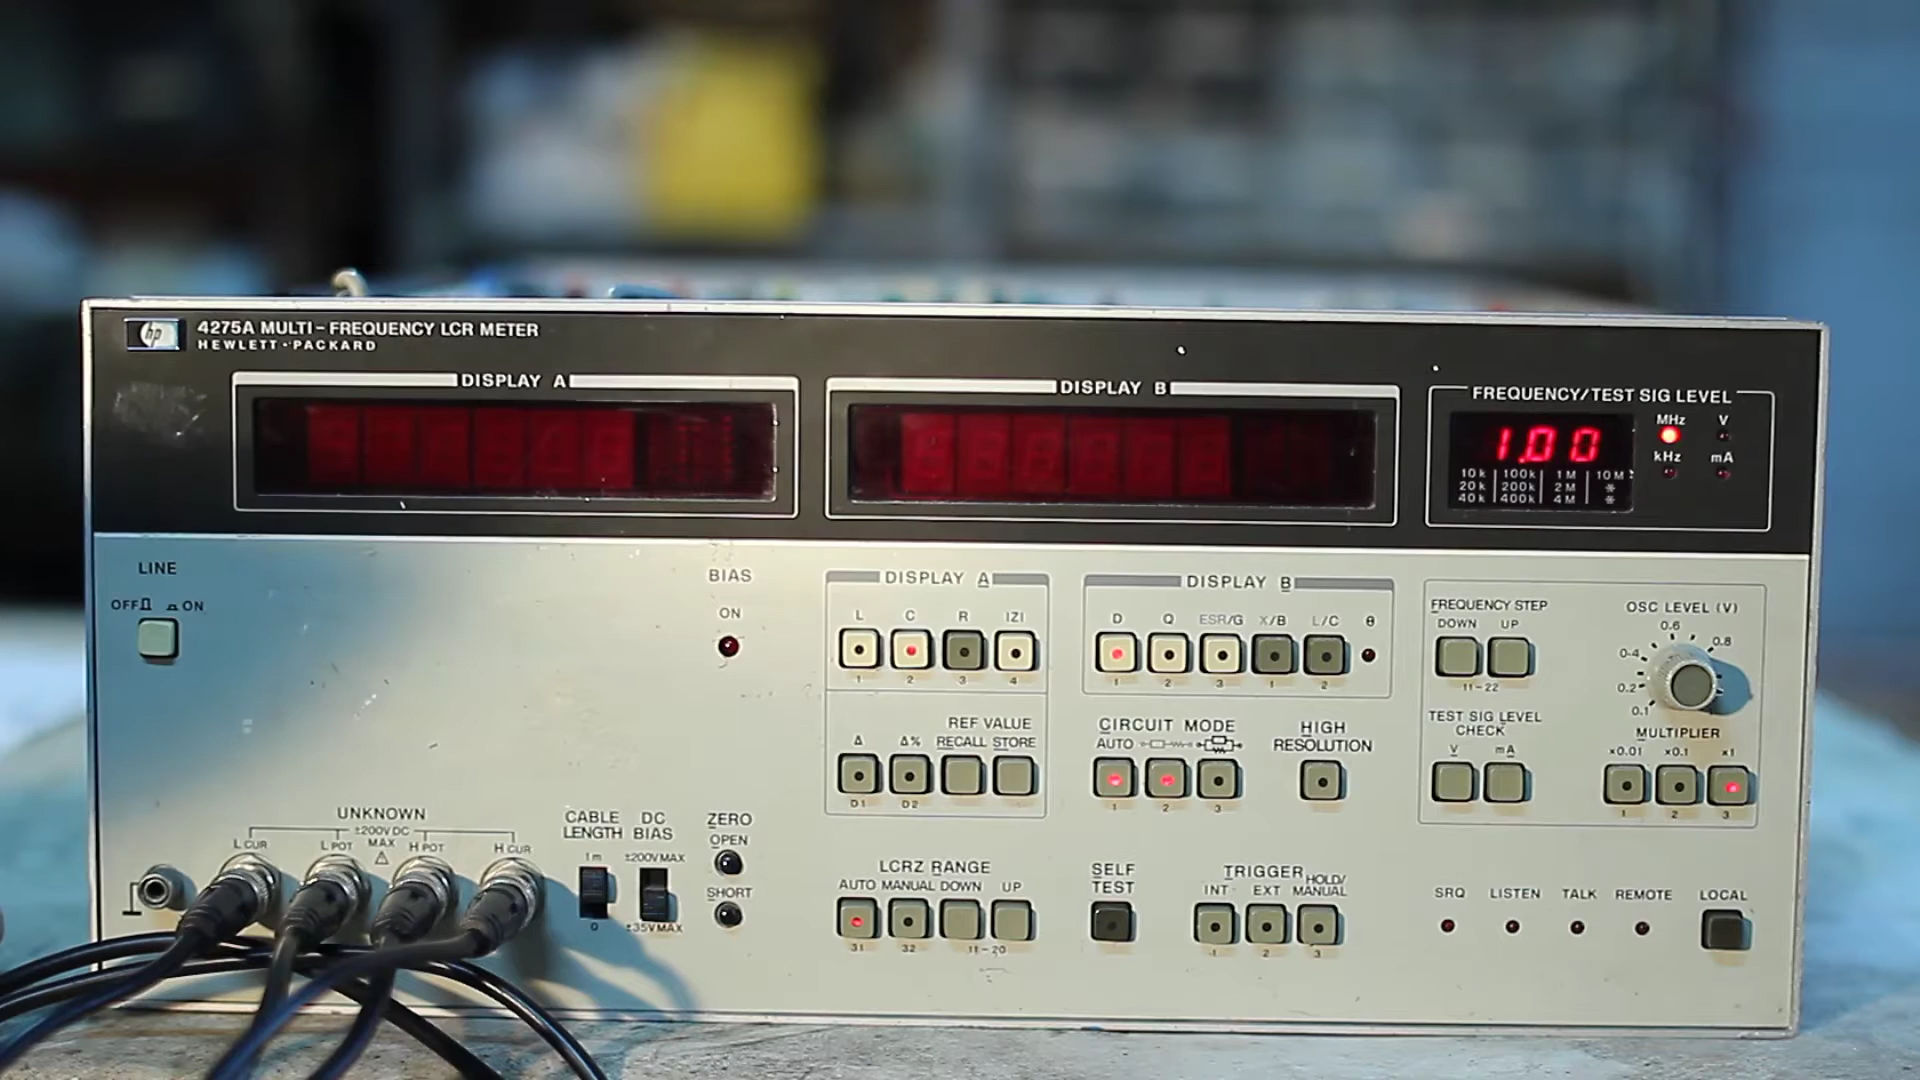 hp
4275A MULTI-FREQUENCY LCR METER
HEWLETT·PACKARD
DISPLAY A
DISPLAY B
FREQUENCY/TEST SIG LEVEL
1.00
MHz V
kHz mA
10k 100k 1M 10M
20k 200k 2M *
40k 400k 4M *
LINE
OFF ON
BIAS
ON
DISPLAY A
L C R |Z|
1 2 3 4
REF VALUE
Δ Δ% RECALL STORE
D1 D2
DISPLAY B
D Q ESR/G X/B L/C θ
1 2 3 1 2
CIRCUIT MODE
AUTO
1 2 3
HIGH
RESOLUTION
FREQUENCY STEP
DOWN UP
11-22
TEST SIG LEVEL
CHECK
V mA
OSC LEVEL (V)
0.6
0.4 0.8
0.2
0.1 1
MULTIPLIER
×0.01 ×0.1 ×1
1 2 3
UNKNOWN
±200V DC
MAX
L CUR L POT H POT H CUR
CABLE
LENGTH
1m
0
DC
BIAS
±200V MAX
±35V MAX
ZERO
OPEN
SHORT
LCRZ RANGE
AUTO MANUAL DOWN UP
31 32 11-20
SELF
TEST
TRIGGER
INT EXT HOLD/
MANUAL
1 2 3
SRQ LISTEN TALK REMOTE LOCAL